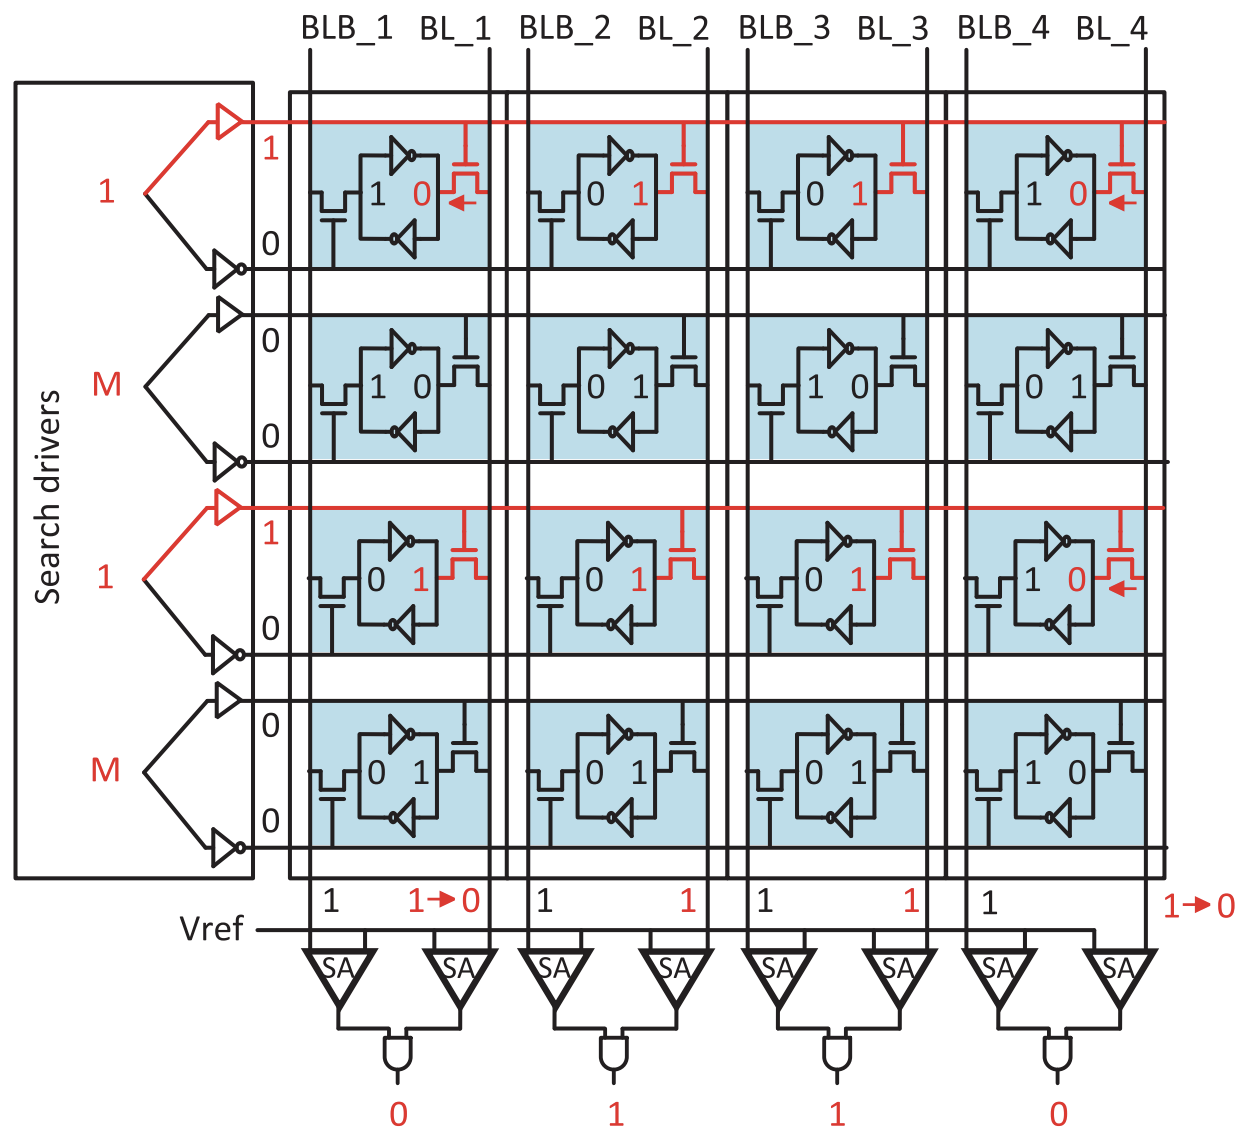 BLB_1 BL_1 BLB_2 BL_2 BLB_3 BL_3 BLB_4 BL_4
1
1 1 0 0 1 0 1 1 0
0
0
M 1 0 0 1 1 0 0 1
0
Search drivers
1
1 0 1 0 1 0 1 1 0
0
0
M 0 1 0 1 0 1 1 0
0
1 1→0 1 1 1 1 1 1→0
Vref
SA SA SA SA SA SA SA SA
0 1 1 0